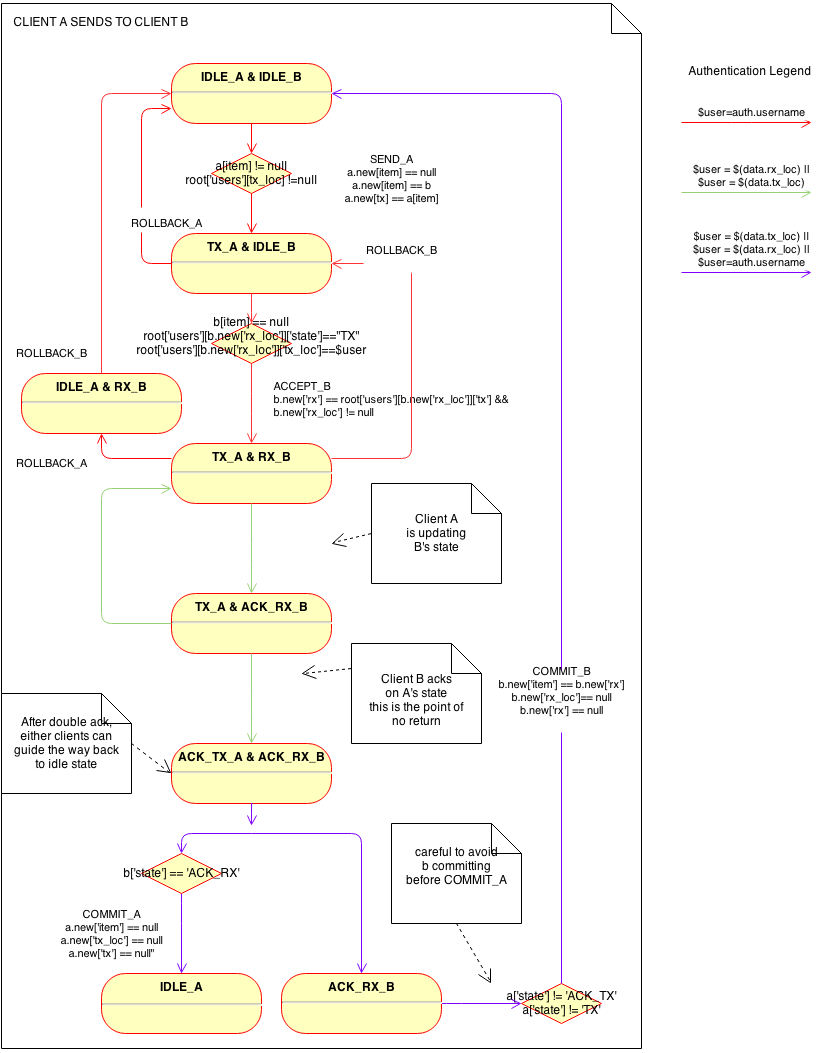 CLIENT A SENDS TO CLIENT B
Authentication Legend
IDLE_A & IDLE_B
$user=auth.username
a[item] != null
root['users'][tx_loc] !=null
SEND_A
a.new[item] == null
a.new[item] == b
a.new[tx] == a[item]
$user = $(data.rx_loc) ||
$user = $(data.tx_loc)
ROLLBACK_A
TX_A & IDLE_B
ROLLBACK_B
$user = $(data.tx_loc) ||
$user = $(data.rx_loc) ||
$user=auth.username
b[item] == null
root['users'][b.new['rx_loc']]['state']=="TX"
root['users'][b.new['rx_loc']]['tx_loc']==$user
ROLLBACK_B
IDLE_A & RX_B
ACCEPT_B
b.new['rx'] == root['users'][b.new['rx_loc']]['tx'] &&
b.new['rx_loc'] != null
ROLLBACK_A
TX_A & RX_B
Client A
is updating
B's state
TX_A & ACK_RX_B
Client B acks
on A's state
this is the point of
no return
COMMIT_B
b.new['item'] == b.new['rx']
b.new['rx_loc']== null
b.new['rx'] == null
After double ack,
either clients can
guide the way back
to idle state
ACK_TX_A & ACK_RX_B
b['state'] == 'ACK_RX'
careful to avoid
b committing
before COMMIT_A
COMMIT_A
a.new['item'] == null
a.new['tx_loc'] == null
a.new['tx'] == null"
IDLE_A
ACK_RX_B
a['state'] != 'ACK_TX'
a['state'] != 'TX'